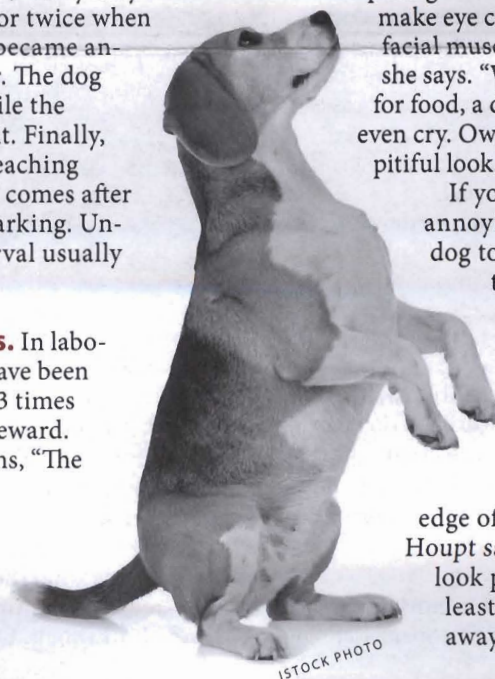 or twice when
became an-
The dog
ile the
t. Finally,
eaching
comes after
arking. Un-
rval usually
s. In labo-
ave been
3 times
eward.
ns, “The
make eye c
facial musc
she says. “
for food, a
even cry. Ow
pitiful look
If yo
annoy
dog to
t
edge of
Houpt sa
look p
least
away
ISTOCK PHOTO